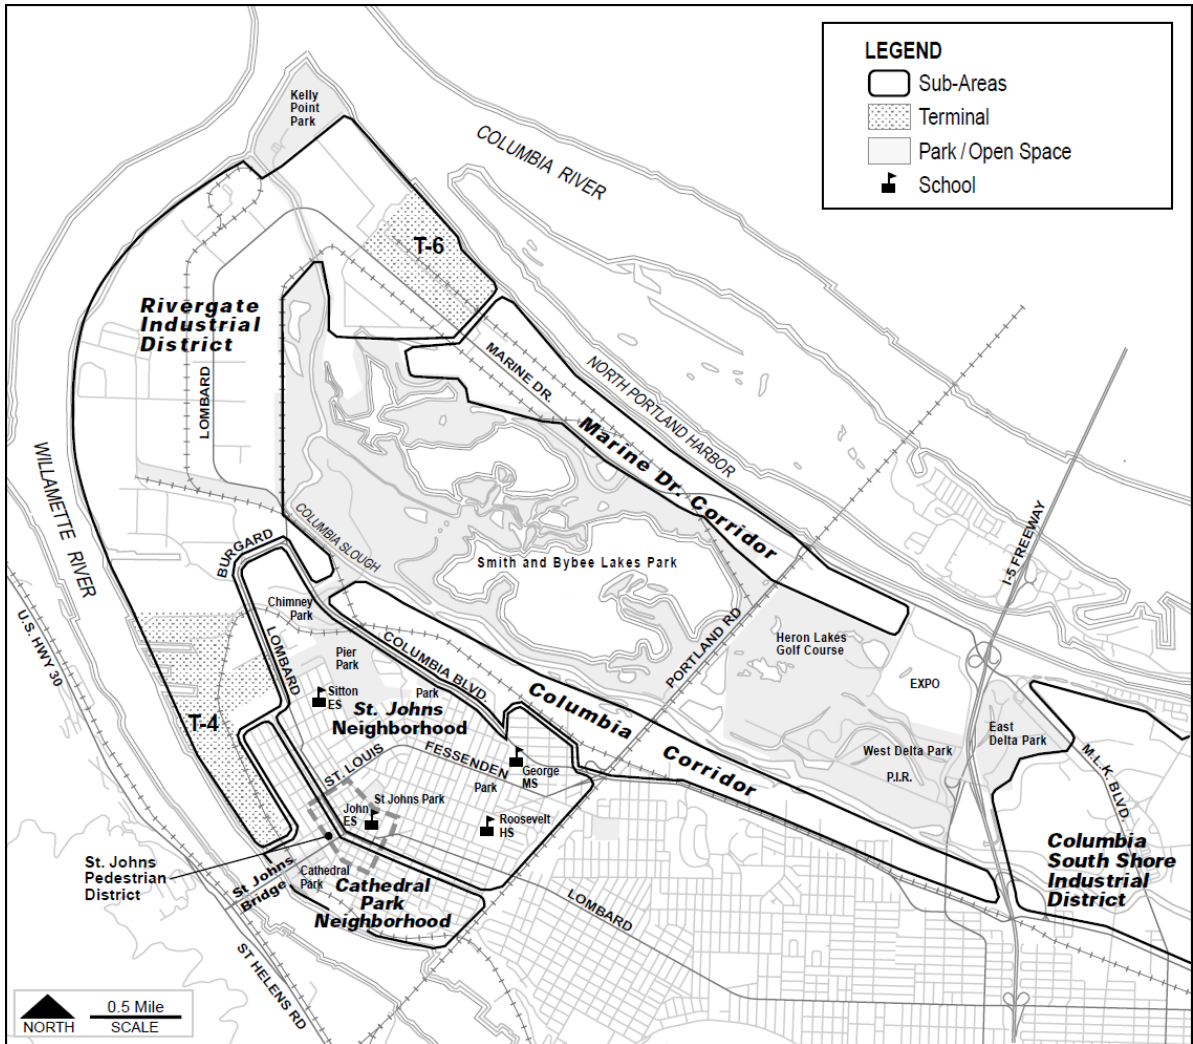 LEGEND
Sub-Areas
Terminal
Park / Open Space
School
Kelly
Point
Park
COLUMBIA RIVER
T-6
Rivergate
Industrial
District
LOMBARD
MARINE DR.
NORTH PORTLAND HARBOR
Marine Dr. Corridor
WILLAMETTE RIVER
COLUMBIA SLOUGH
I-5 FREEWAY
BURGARD
Smith and Bybee Lakes Park
U.S. HWY 30
Chimney
Park
PORTLAND RD
Heron Lakes
Golf Course
LOMBARD
COLUMBIA BLVD.
Pier
Park
EXPO
Sitton
ES
Park
Columbia Corridor
T-4
St. Johns
Neighborhood
East
Delta Park
West Delta Park
P.I.R.
M.L.K. BLVD.
ST. LOUIS
FESSENDEN
George
MS
Park
St Johns Park
John
ES
Roosevelt
HS
St. Johns
Pedestrian
District
St Johns
Bridge
Cathedral
Park
Cathedral
Park
Neighborhood
LOMBARD
Columbia
South Shore
Industrial
District
ST HELENS RD
NORTH
0.5 Mile
SCALE